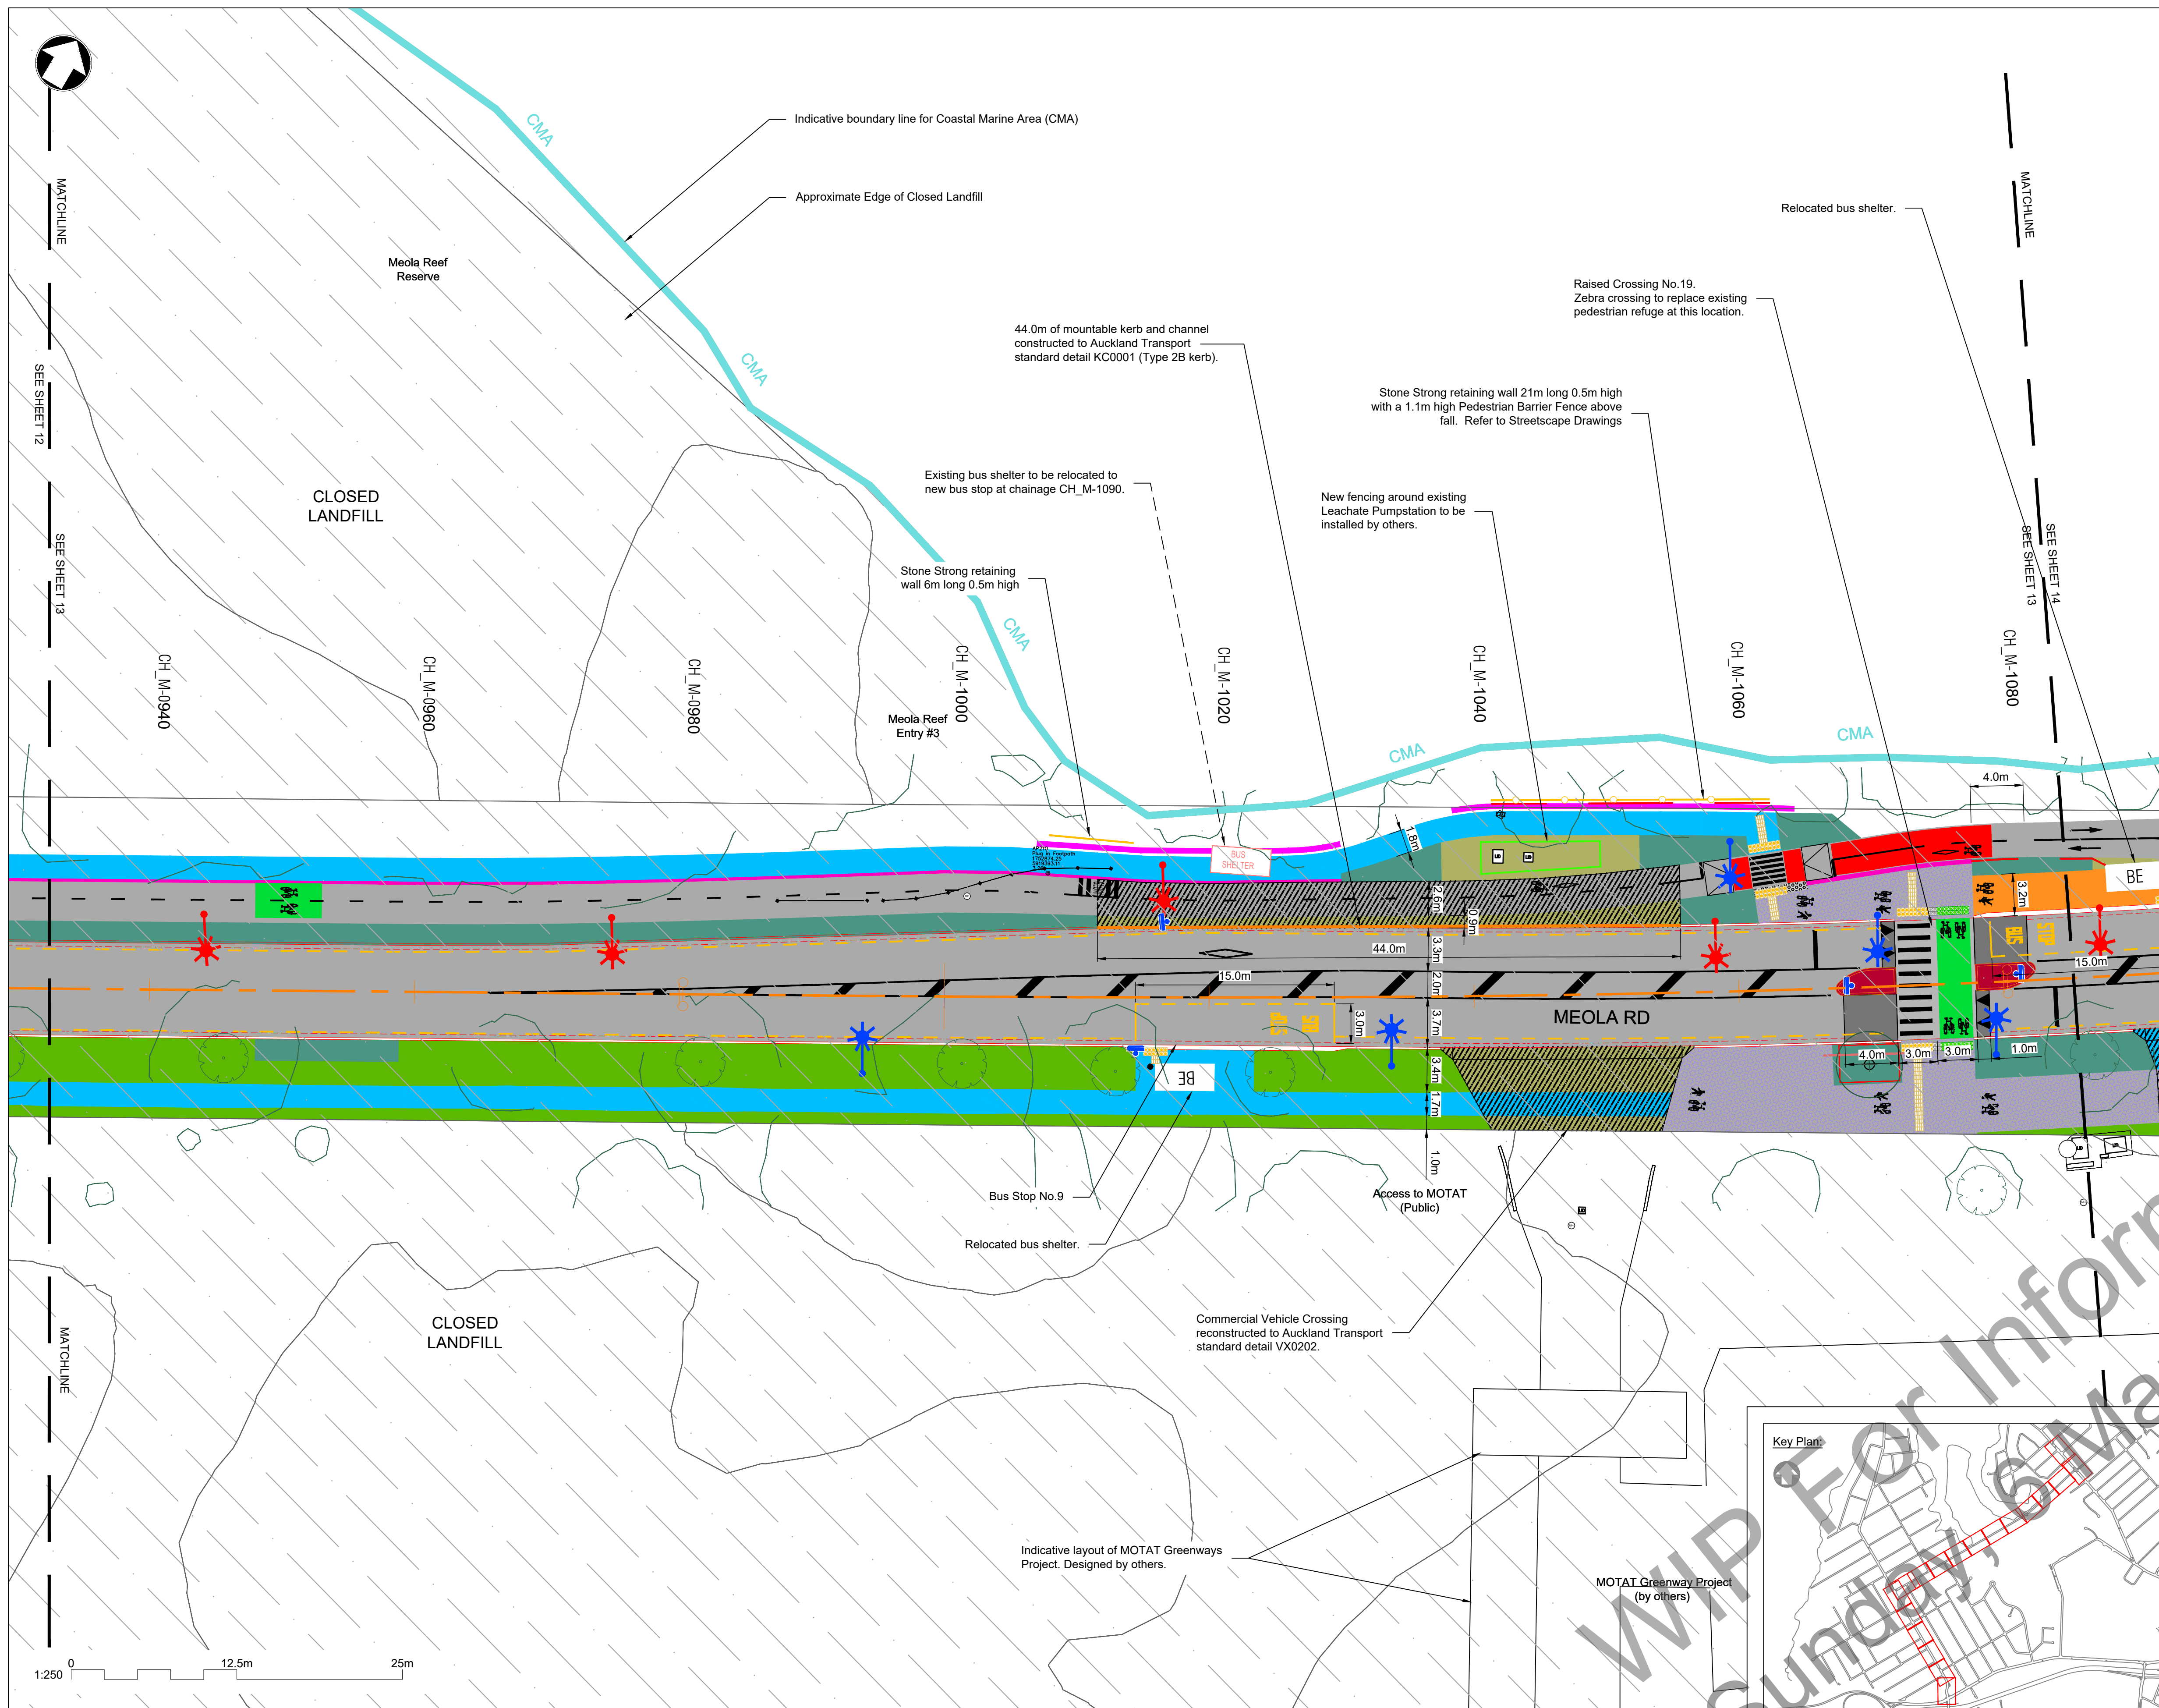 CMA
Indicative boundary line for Coastal Marine Area (CMA)
MATCHLINE
Approximate Edge of Closed Landfill
MATCHLINE
Relocated bus shelter.
Meola Reef
Reserve
Raised Crossing No.19.
Zebra crossing to replace existing
pedestrian refuge at this location.
44.0m of mountable kerb and channel
constructed to Auckland Transport
standard detail KC0001 (Type 2B kerb).
CMA
SEE SHEET 12
Stone Strong retaining wall 21m long 0.5m high
with a 1.1m high Pedestrian Barrier Fence above
fall. Refer to Streetscape Drawings
Existing bus shelter to be relocated to
new bus stop at chainage CH_M-1090.
CLOSED
LANDFILL
New fencing around existing
Leachate Pumpstation to be
installed by others.
SEE SHEET 13
SEE SHEET 13
SEE SHEET 14
Stone Strong retaining
wall 6m long 0.5m high
CMA
CH_M-0940
CH_M-0960
CH_M-0980
CH_M-1000
CH_M-1020
CH_M-1040
CH_M-1060
CH_M-1080
Meola Reef
Entry #3
CMA
CMA
4.0m
1.8m
BUS
SHELTER
Plug in Footpath
BE
2.6m
0.9m
3.2m
44.0m
3.3m
BUS
STOP
15.0m
2.0m
15.0m
3.0m
3.7m
STOP
BUS
MEOLA RD
4.0m
3.0m
3.0m
1.0m
BE
3.4m
1.7m
1.0m
Bus Stop No.9
Access to MOTAT
(Public)
Relocated bus shelter.
CLOSED
LANDFILL
MATCHLINE
Commercial Vehicle Crossing
reconstructed to Auckland Transport
standard detail VX0202.
Key Plan:
Indicative layout of MOTAT Greenways
Project. Designed by others.
MOTAT Greenway Project
(by others)
WIP For Inform
Sunday, 6 Ma
1:250
0
12.5m
25m